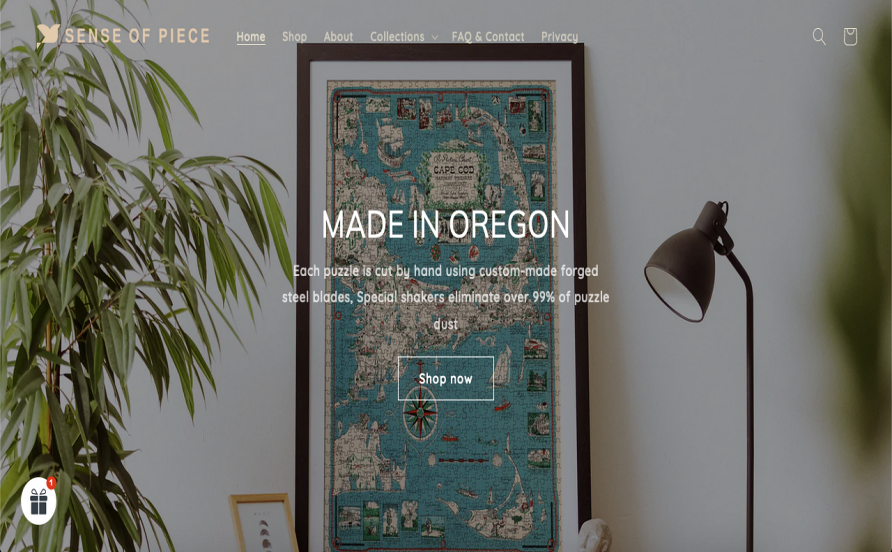 SENSE OF PIECE
Home Shop About Collections FAQ & Contact Privacy
CAPE COD
MADE IN OREGON
Each puzzle is cut by hand using custom-made forged
steel blades, Special shakers eliminate over 99% of puzzle
dust
Shop now
1